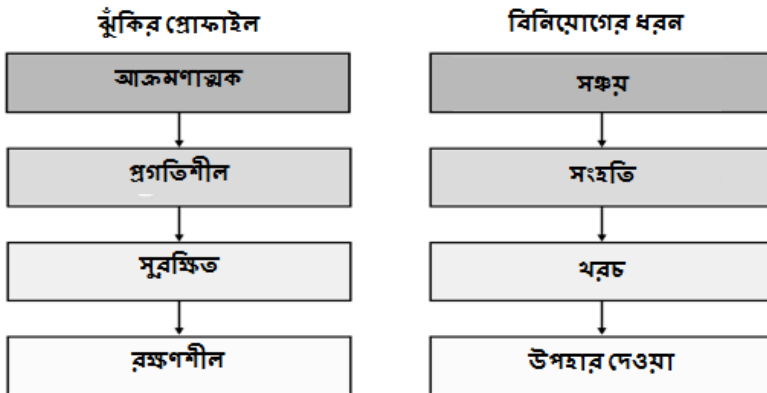 ঝুঁকির প্রোফাইল
আক্রমণাত্মক
প্রগতিশীল
সুরক্ষিত
রক্ষণশীল
বিনিয়োগের ধরন
সঞ্চয়
সংহতি
খরচ
উপহার দেওয়া